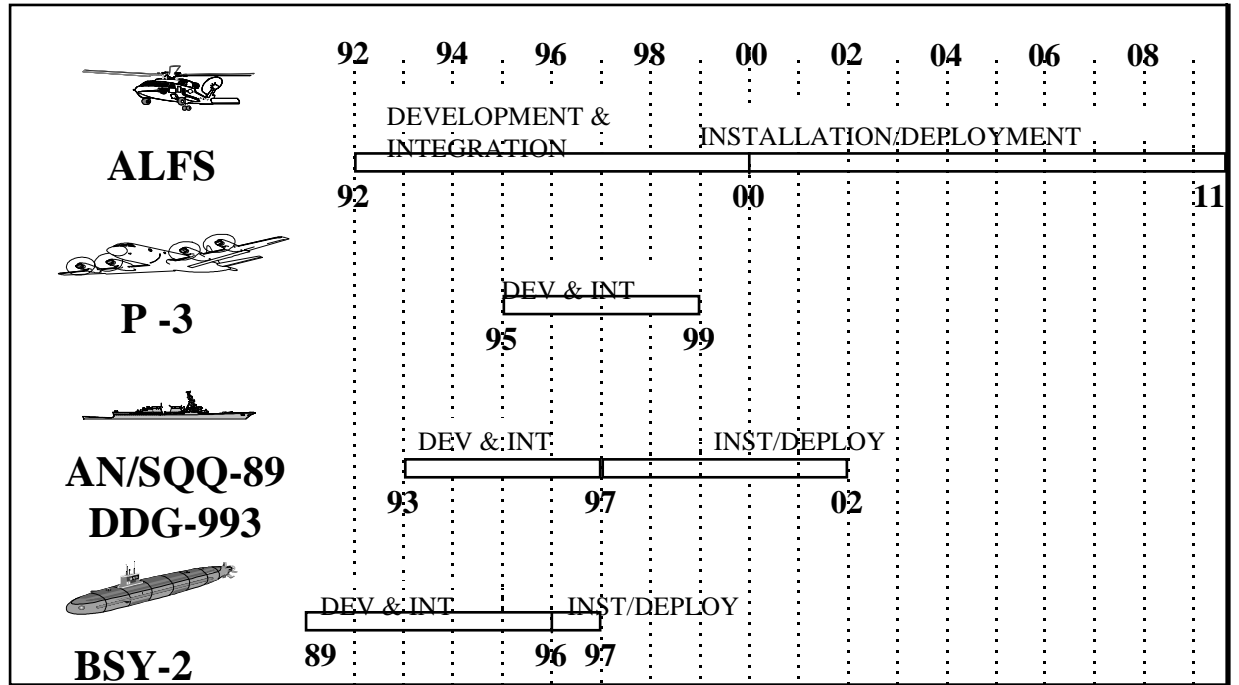 92 94 96 98 00 02 04 06 08
DEVELOPMENT &
INTEGRATION
INSTALLATION/DEPLOYMENT
ALFS
92 00 11
DEV & INT
P -3
95 99
DEV & INT INST/DEPLOY
AN/SQQ-89
DDG-993
93 97 02
DEV & INT INST/DEPLOY
89 96 97
BSY-2